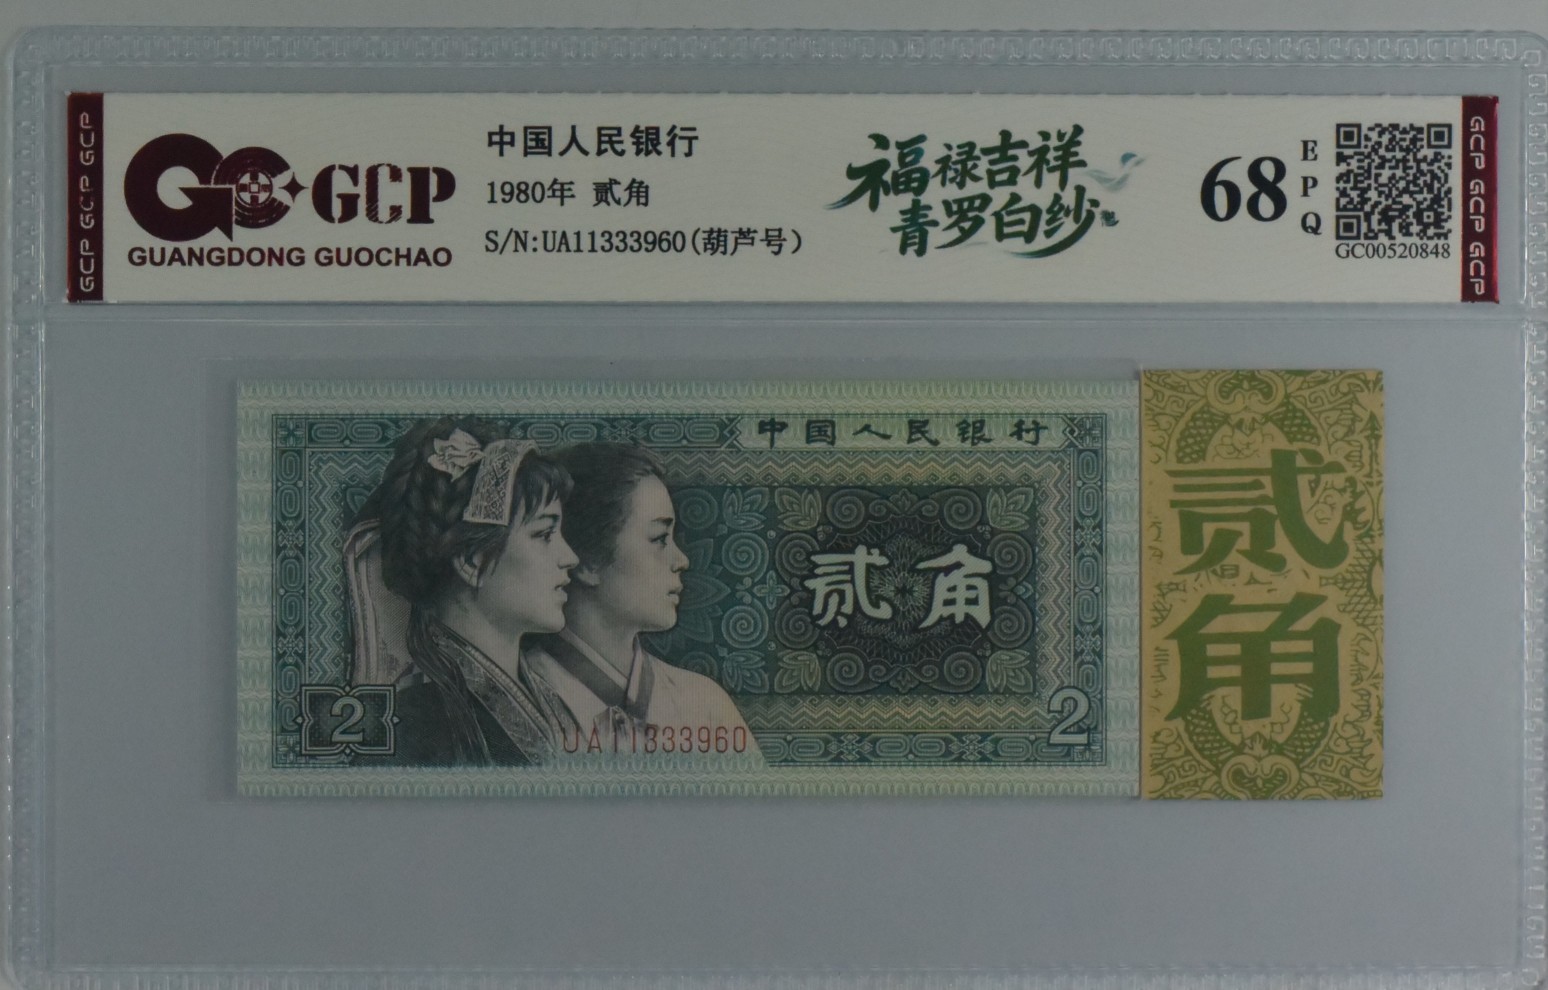 GCP GCP GCP
GCP
GUANGDONG GUOCHAO
中国人民银行
1980年 贰角
S/N:UA11333960(葫芦号)
福禄吉祥
青罗白纱
68
EPQ
GC00520848
GCP GCP GCP
中国人民银行
贰角
2
UA11333960
2
贰角